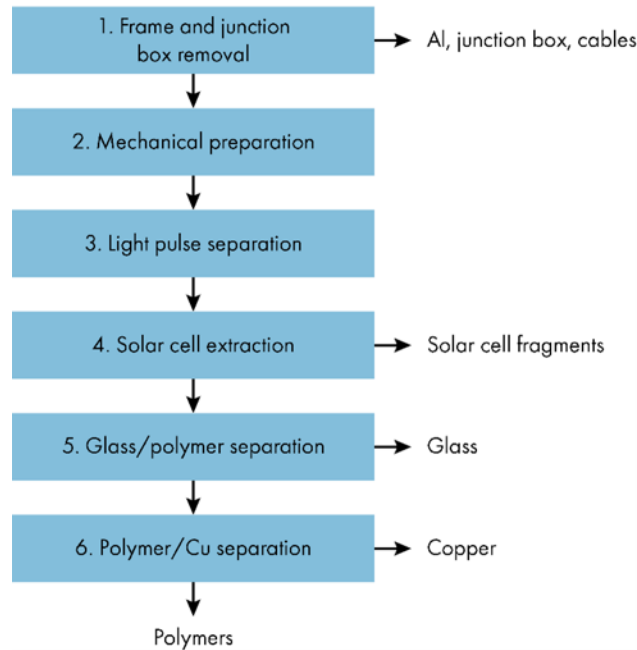 1. Frame and junction
box removal
Al, junction box, cables
2. Mechanical preparation
3. Light pulse separation
4. Solar cell extraction
Solar cell fragments
5. Glass/polymer separation
Glass
6. Polymer/Cu separation
Copper
Polymers